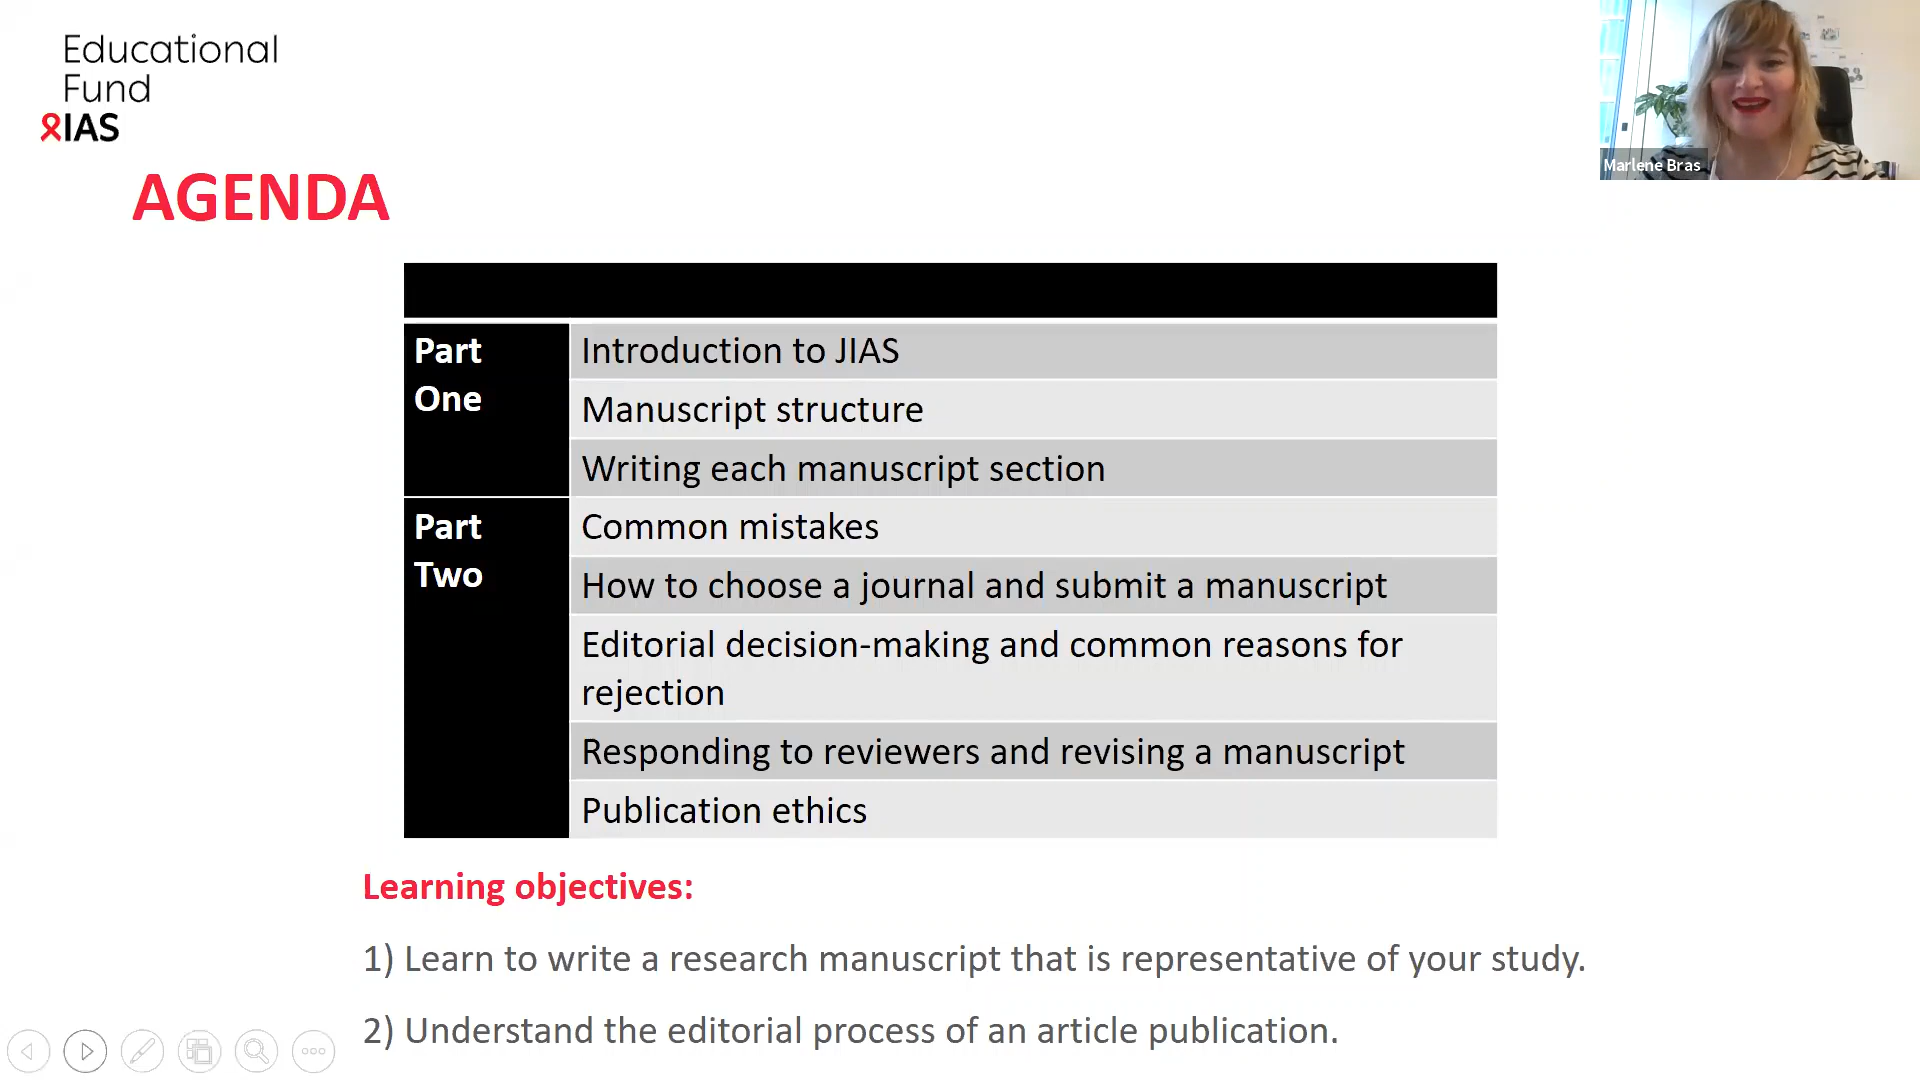 Educational
Fund
IAS
Marlene Bras
AGENDA
Part
One
Introduction to JIAS
Manuscript structure
Writing each manuscript section
Part
Two
Common mistakes
How to choose a journal and submit a manuscript
Editorial decision-making and common reasons for
rejection
Responding to reviewers and revising a manuscript
Publication ethics
Learning objectives:
1) Learn to write a research manuscript that is representative of your study.
2) Understand the editorial process of an article publication.